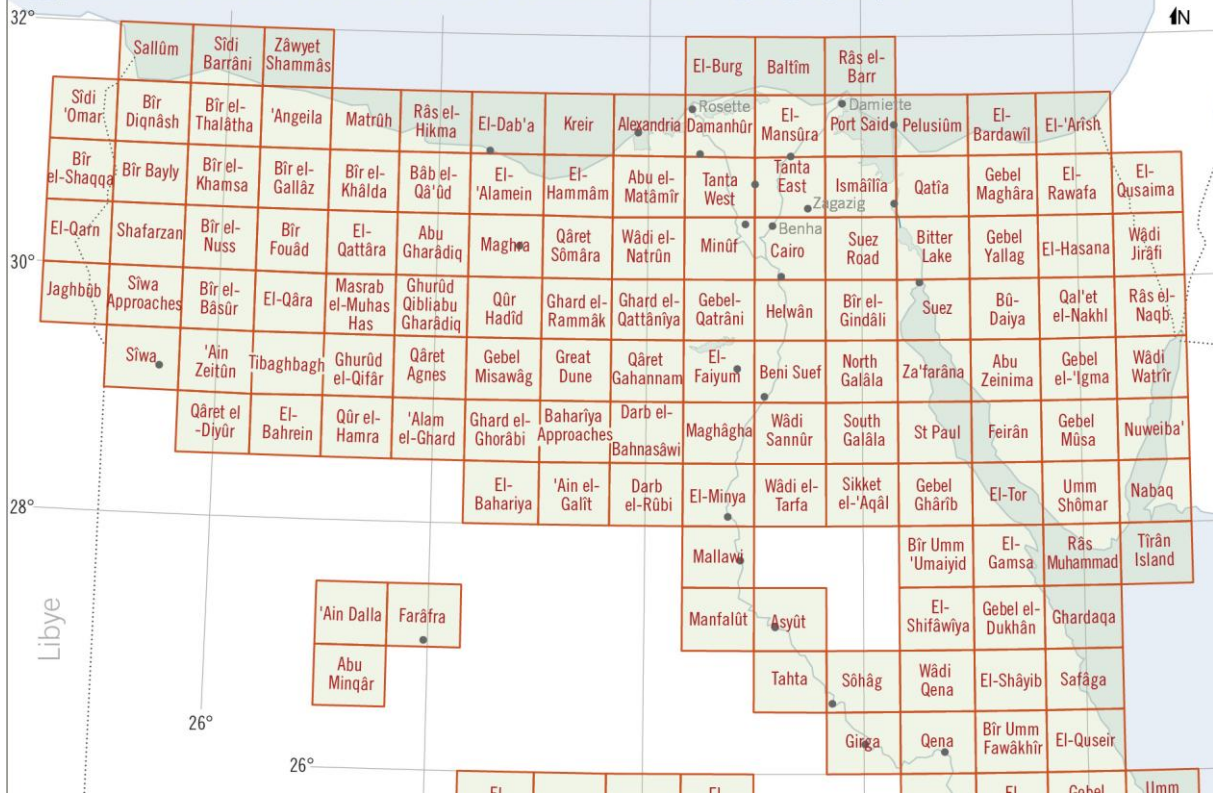 32°
N
Sallûm
Sîdi
Barrâni
Zâwyet
Shammâs
El-Burg
Baltîm
Râs el-
Barr
Sîdi
'Omar
Bîr
Diqnâsh
Bîr el-
Thalâtha
'Angeila
Matrûh
Râs el-
Hikma
El-Dab'a
Kreir
Alexandria
Rosette
Damanhûr
El-
Mansûra
Damiette
Port Said
Pelusiûm
El-
Bardawîl
El-'Arîsh
Bîr
el-Shaqqa
Bîr Bayly
Bîr el-
Khamsa
Bîr el-
Gallâz
Bîr el-
Khâlda
Bâb el-
Qâ'ûd
El-
'Alamein
El-
Hammâm
Abu el-
Matâmîr
Tanta
West
Tanta
East
Zagazig
Ismâîlîa
Qatîa
Gebel
Maghâra
El-
Rawafa
El-
Qusaima
El-Qarn
Shafarzan
Bîr el-
Nuss
Bîr
Fouâd
El-
Qattâra
Abu
Gharâdiq
Maghra
Qâret
Sômâra
Wâdi el-
Natrûn
Minûf
Benha
Cairo
Suez
Road
Bitter
Lake
Gebel
Yallag
El-Hasana
Wâdi
Jirâfi
30°
Jaghbûb
Sîwa
Approaches
Bîr el-
Bâsûr
El-Qâra
Masrab
el-Muhas
Has
Ghurûd
Qibliabu
Gharâdiq
Qûr
Hadîd
Ghard el-
Rammâk
Ghard el-
Qattânîya
Gebel-
Qatrâni
Helwân
Bîr el-
Gindâli
Suez
Bû-
Daiya
Qal'et
el-Nakhl
Râs el-
Naqb
Sîwa
'Ain
Zeitûn
Tibaghbagh
Ghurûd
el-Qifâr
Qâret
Agnes
Gebel
Misawâg
Great
Dune
Qâret
Gahannam
El-
Faiyum
Beni Suef
North
Galâla
Za'farâna
Abu
Zeinima
Gebel
el-'Igma
Wâdi
Watrîr
Qâret el
-Diyûr
El-
Bahrein
Qûr el-
Hamra
'Alam
el-Ghard
Ghard el-
Ghorâbi
Baharîya
Approaches
Darb el-
Bahnasâwi
Maghâgha
Wâdi
Sannûr
South
Galâla
St Paul
Feirân
Gebel
Mûsa
Nuweiba'
28°
El-
Bahariya
'Ain el-
Galît
Darb
el-Rûbi
El-Minya
Wâdi el-
Tarfa
Sikket
el-'Aqâl
Gebel
Ghârîb
El-Tor
Umm
Shômar
Nabaq
Mallawi
Bîr Umm
'Umaiyid
El-
Gamsa
Râs
Muhammad
Tîrân
Island
Libye
'Ain Dalla
Farâfra
Manfalût
Asyût
El-
Shifâwîya
Gebel el-
Dukhân
Ghardaqa
Abu
Minqâr
Tahta
Sôhâg
Wâdi
Qena
El-Shâyib
Safâga
26°
Girga
Qena
Bîr Umm
Fawâkhîr
El-Quseir
26°
El-
El-
El-
Gebel
Umm